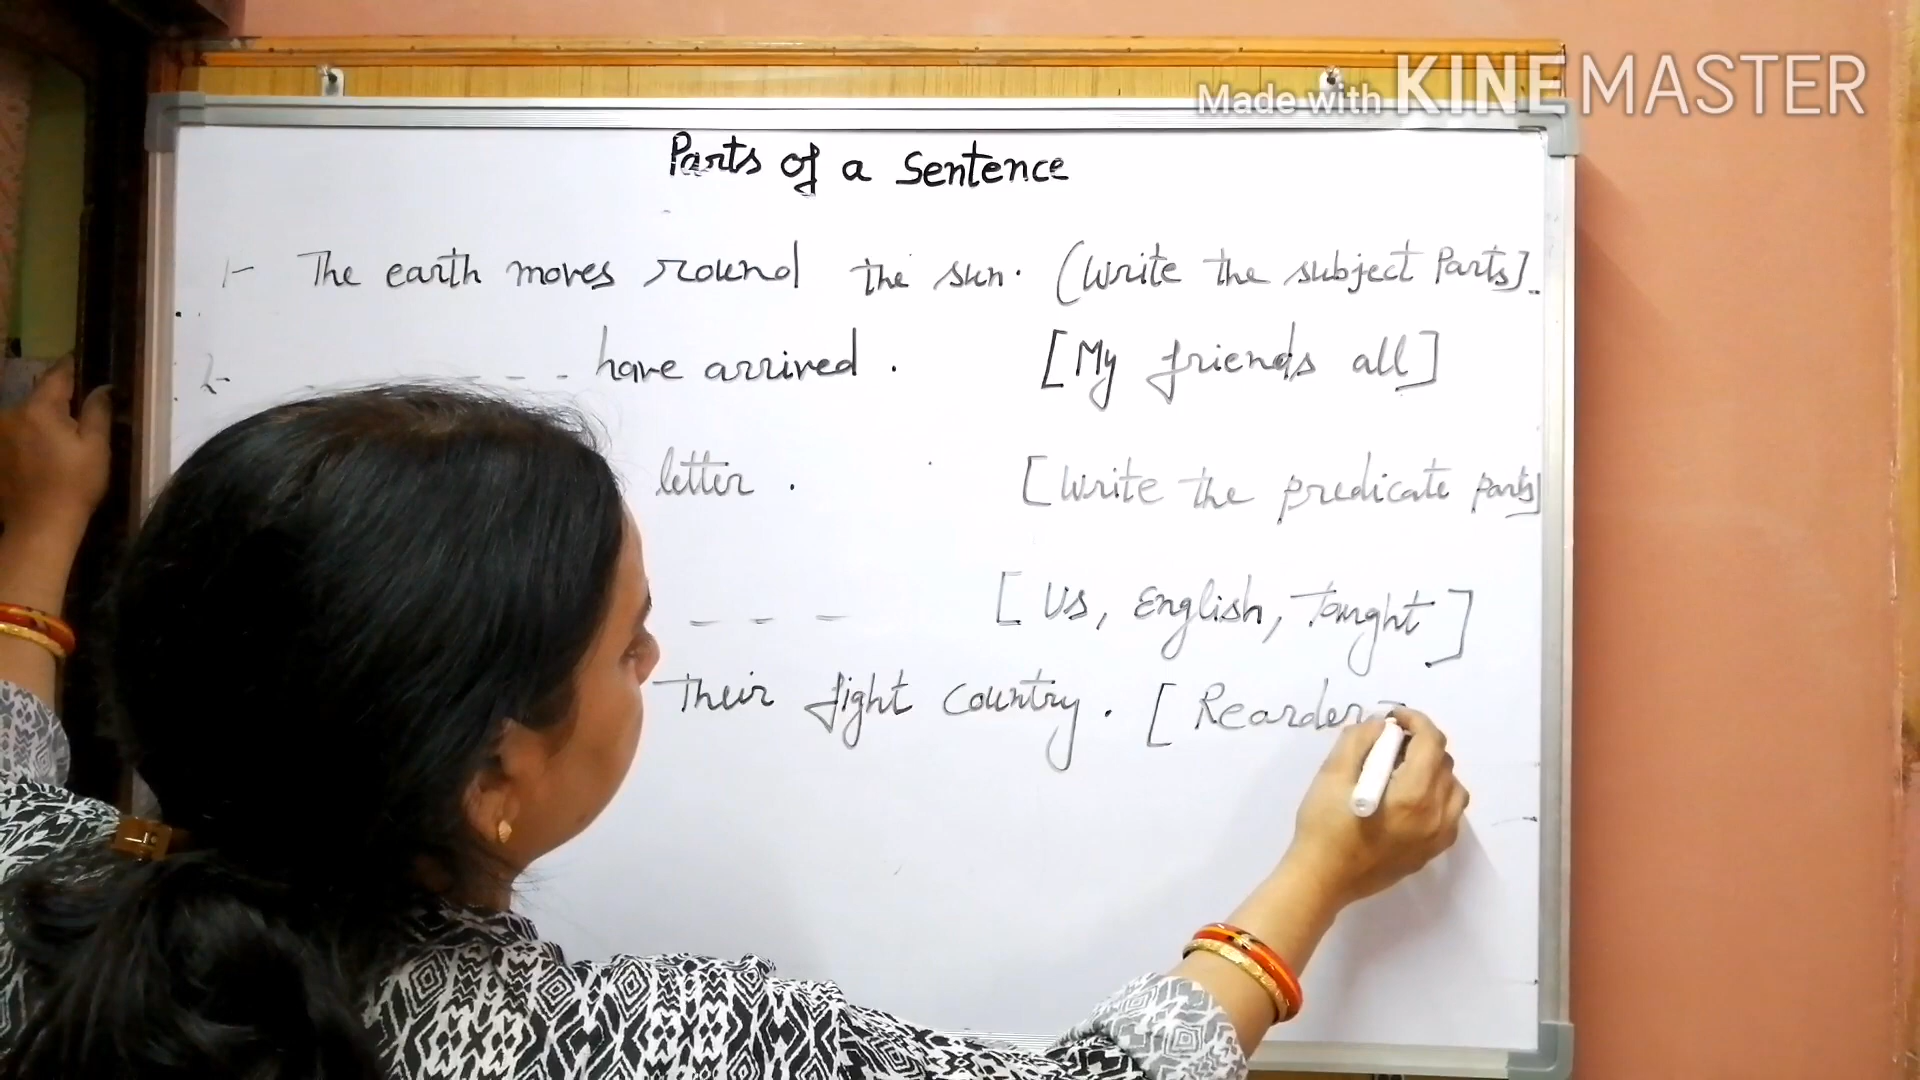 Made with KINEMASTER
Parts of a Sentence
1- The earth moves round the sun. (Write the subject Parts].
2- - - - - have arrived. [My friends all]
letter. [Write the predicate parts]
- - - [Us, English, Taught]
Their fight country. [Rearder